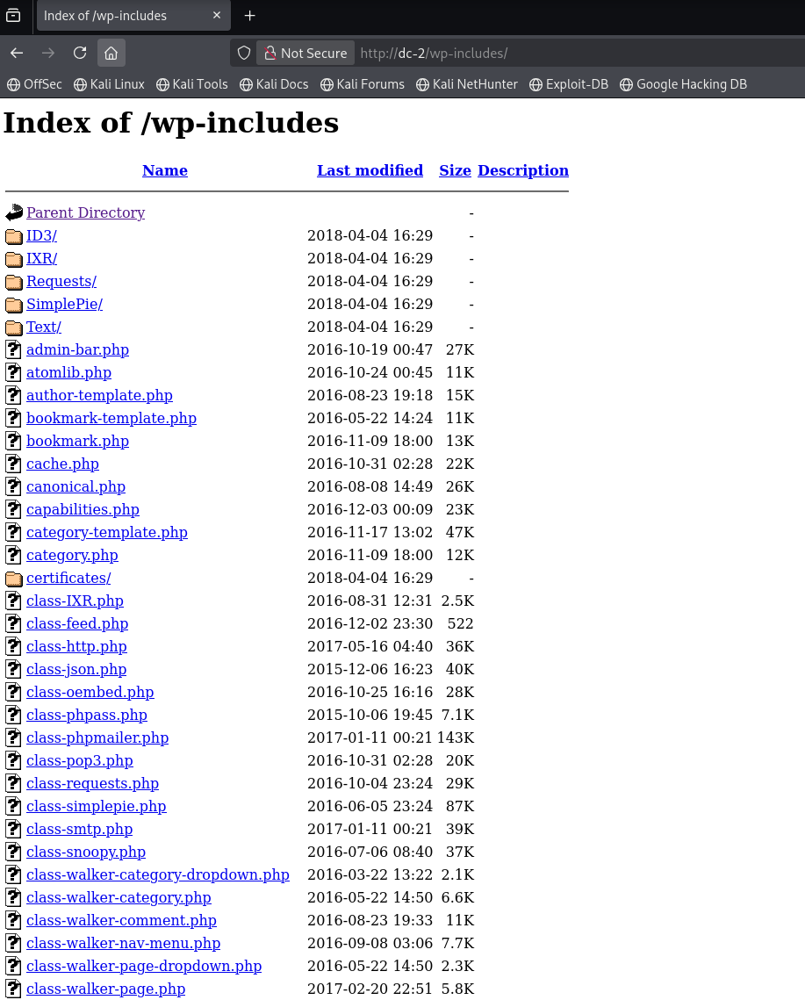 Index of /wp-includes
Not Secure http://dc-2/wp-includes/
OffSec Kali Linux Kali Tools Kali Docs Kali Forums Kali NetHunter Exploit-DB Google Hacking DB
Index of /wp-includes
Name Last modified Size Description
Parent Directory -
ID3/ 2018-04-04 16:29 -
IXR/ 2018-04-04 16:29 -
Requests/ 2018-04-04 16:29 -
SimplePie/ 2018-04-04 16:29 -
Text/ 2018-04-04 16:29 -
admin-bar.php 2016-10-19 00:47 27K
atomlib.php 2016-10-24 00:45 11K
author-template.php 2016-08-23 19:18 15K
bookmark-template.php 2016-05-22 14:24 11K
bookmark.php 2016-11-09 18:00 13K
cache.php 2016-10-31 02:28 22K
canonical.php 2016-08-08 14:49 26K
capabilities.php 2016-12-03 00:09 23K
category-template.php 2016-11-17 13:02 47K
category.php 2016-11-09 18:00 12K
certificates/ 2018-04-04 16:29 -
class-IXR.php 2016-08-31 12:31 2.5K
class-feed.php 2016-12-02 23:30 522
class-http.php 2017-05-16 04:40 36K
class-json.php 2015-12-06 16:23 40K
class-oembed.php 2016-10-25 16:16 28K
class-phpass.php 2015-10-06 19:45 7.1K
class-phpmailer.php 2017-01-11 00:21 143K
class-pop3.php 2016-10-31 02:28 20K
class-requests.php 2016-10-04 23:24 29K
class-simplepie.php 2016-06-05 23:24 87K
class-smtp.php 2017-01-11 00:21 39K
class-snoopy.php 2016-07-06 08:40 37K
class-walker-category-dropdown.php 2016-03-22 13:22 2.1K
class-walker-category.php 2016-05-22 14:50 6.6K
class-walker-comment.php 2016-08-23 19:33 11K
class-walker-nav-menu.php 2016-09-08 03:06 7.7K
class-walker-page-dropdown.php 2016-05-22 14:50 2.3K
class-walker-page.php 2017-02-20 22:51 5.8K